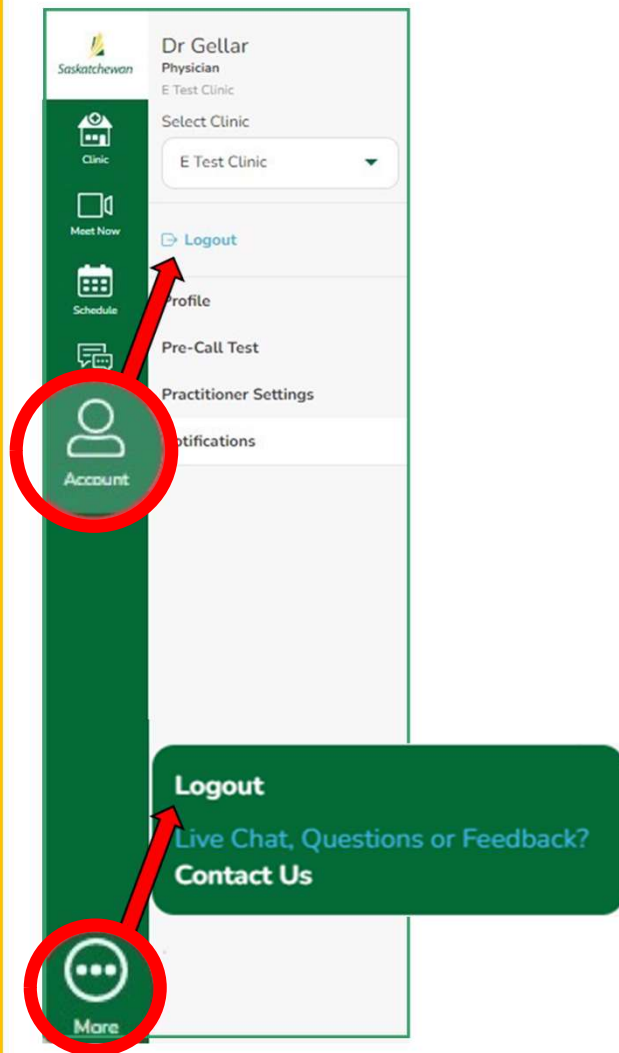 Saskatchewan
Dr Gellar
Physician
E Test Clinic
Select Clinic
E Test Clinic
Clinic
Meet Now
Logout
Schedule
Profile
Pre-Call Test
Practitioner Settings
otifications
Account
Logout
Live Chat, Questions or Feedback?
Contact Us
More